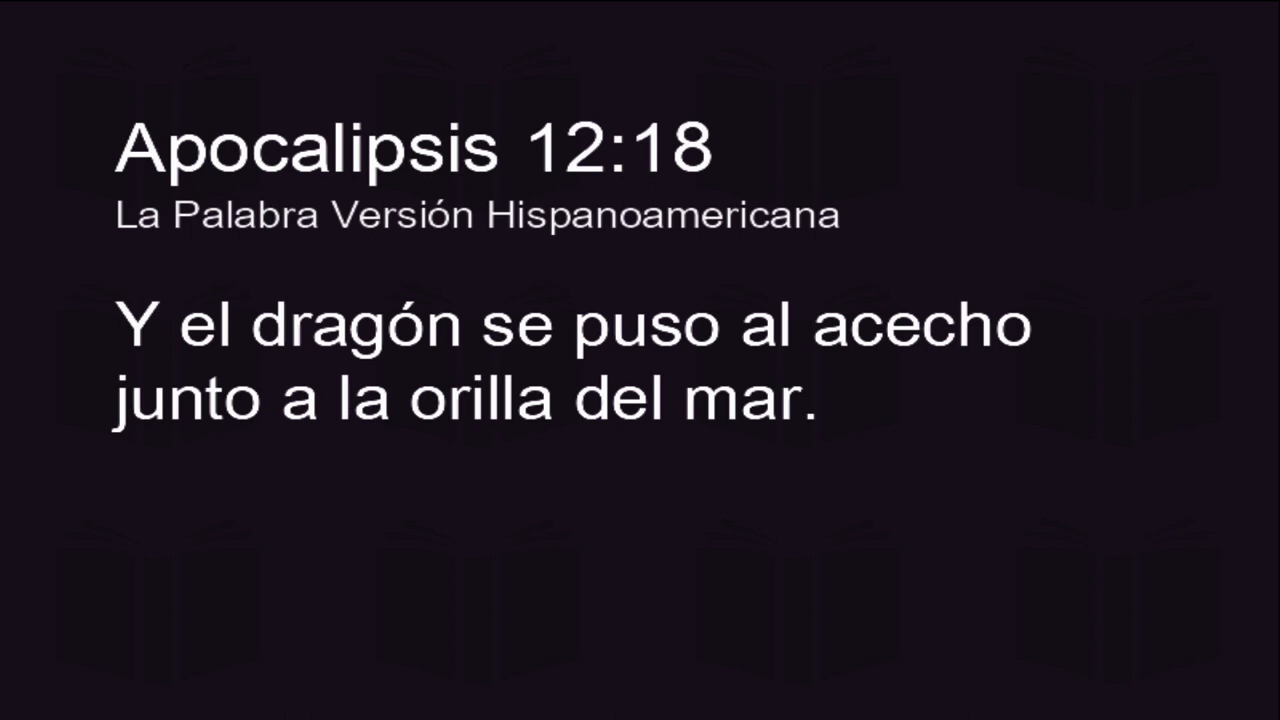 Apocalipsis 12:18
La Palabra Versión Hispanoamericana
Y el dragón se puso al acecho
junto a la orilla del mar.